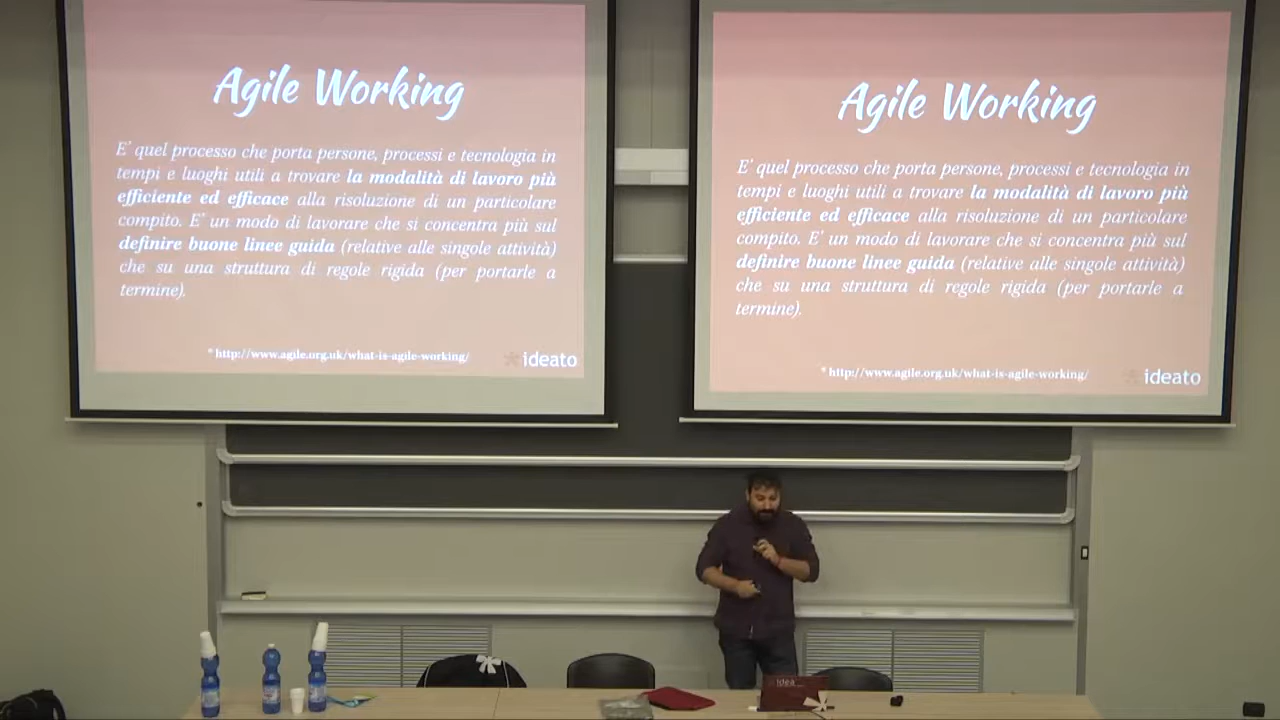 Agile Working
E' quel processo che porta persone, processi e tecnologia in
tempi e luoghi utili a trovare la modalità di lavoro più
efficiente ed efficace alla risoluzione di un particolare
compito. E' un modo di lavorare che si concentra più sul
definire buone linee guida (relative alle singole attività)
che su una struttura di regole rigida (per portarle a
termine).
* http://www.agile.org.uk/what-is-agile-working/
*ideato
Agile Working
E' quel processo che porta persone, processi e tecnologia in
tempi e luoghi utili a trovare la modalità di lavoro più
efficiente ed efficace alla risoluzione di un particolare
compito. E' un modo di lavorare che si concentra più sul
definire buone linee guida (relative alle singole attività)
che su una struttura di regole rigida (per portarle a
termine).
* http://www.agile.org.uk/what-is-agile-working/
*ideato